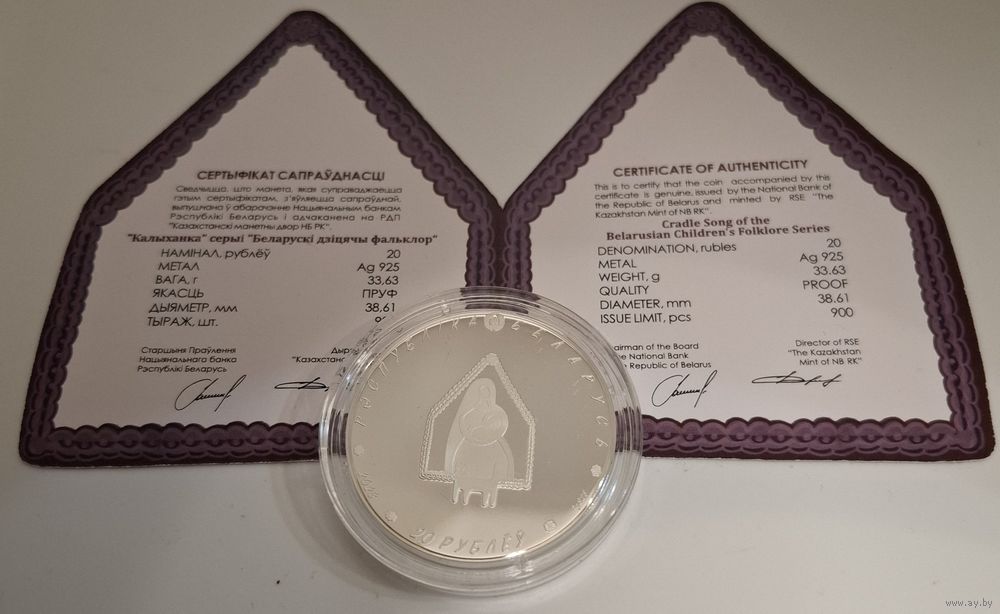 СЕРТЫФІКАТ САПРАЎДНАСЦІ
Сведчыцца, што манета, якая суправаджаецца
гэтым сертыфікатам, з'яўляецца сапраўднай,
выпушчана ў абарачэнне Нацыянальным банкам
Рэспублікі Беларусь і адчаканена на РДП
"Казахстанскі манетны двор НБ РК".
"Калыханка" серыі "Беларускі дзіцячы фальклор"
НАМІНАЛ, рублёў 20
МЕТАЛ Ag 925
ВАГА, г 33,63
ЯКАСЦЬ ПРУФ
ДЫЯМЕТР, мм 38,61
ТЫРАЖ, шт.
Старшыня Праўлення
Нацыянальнага банка
Рэспублікі Беларусь
"Казахстан
CERTIFICATE OF AUTHENTICITY
This is to certify that the coin accompanied by this
certificate is genuine, issued by the National Bank of
the Republic of Belarus and minted by RSE "The
Kazakhstan Mint of NB RK".
Cradle Song of the
Belarusian Children's Folklore Series
DENOMINATION, rubles 20
METAL Ag 925
WEIGHT, g 33.63
QUALITY PROOF
DIAMETER, mm 38.61
ISSUE LIMIT, pcs 900
hairman of the Board
he National Bank
epublic of Belarus
Director of RSE
"The Kazakhstan
Mint of NB RK"
РЭСПУБЛІКА БЕЛАРУСЬ
20 РУБЛЁЎ
www.ay.by